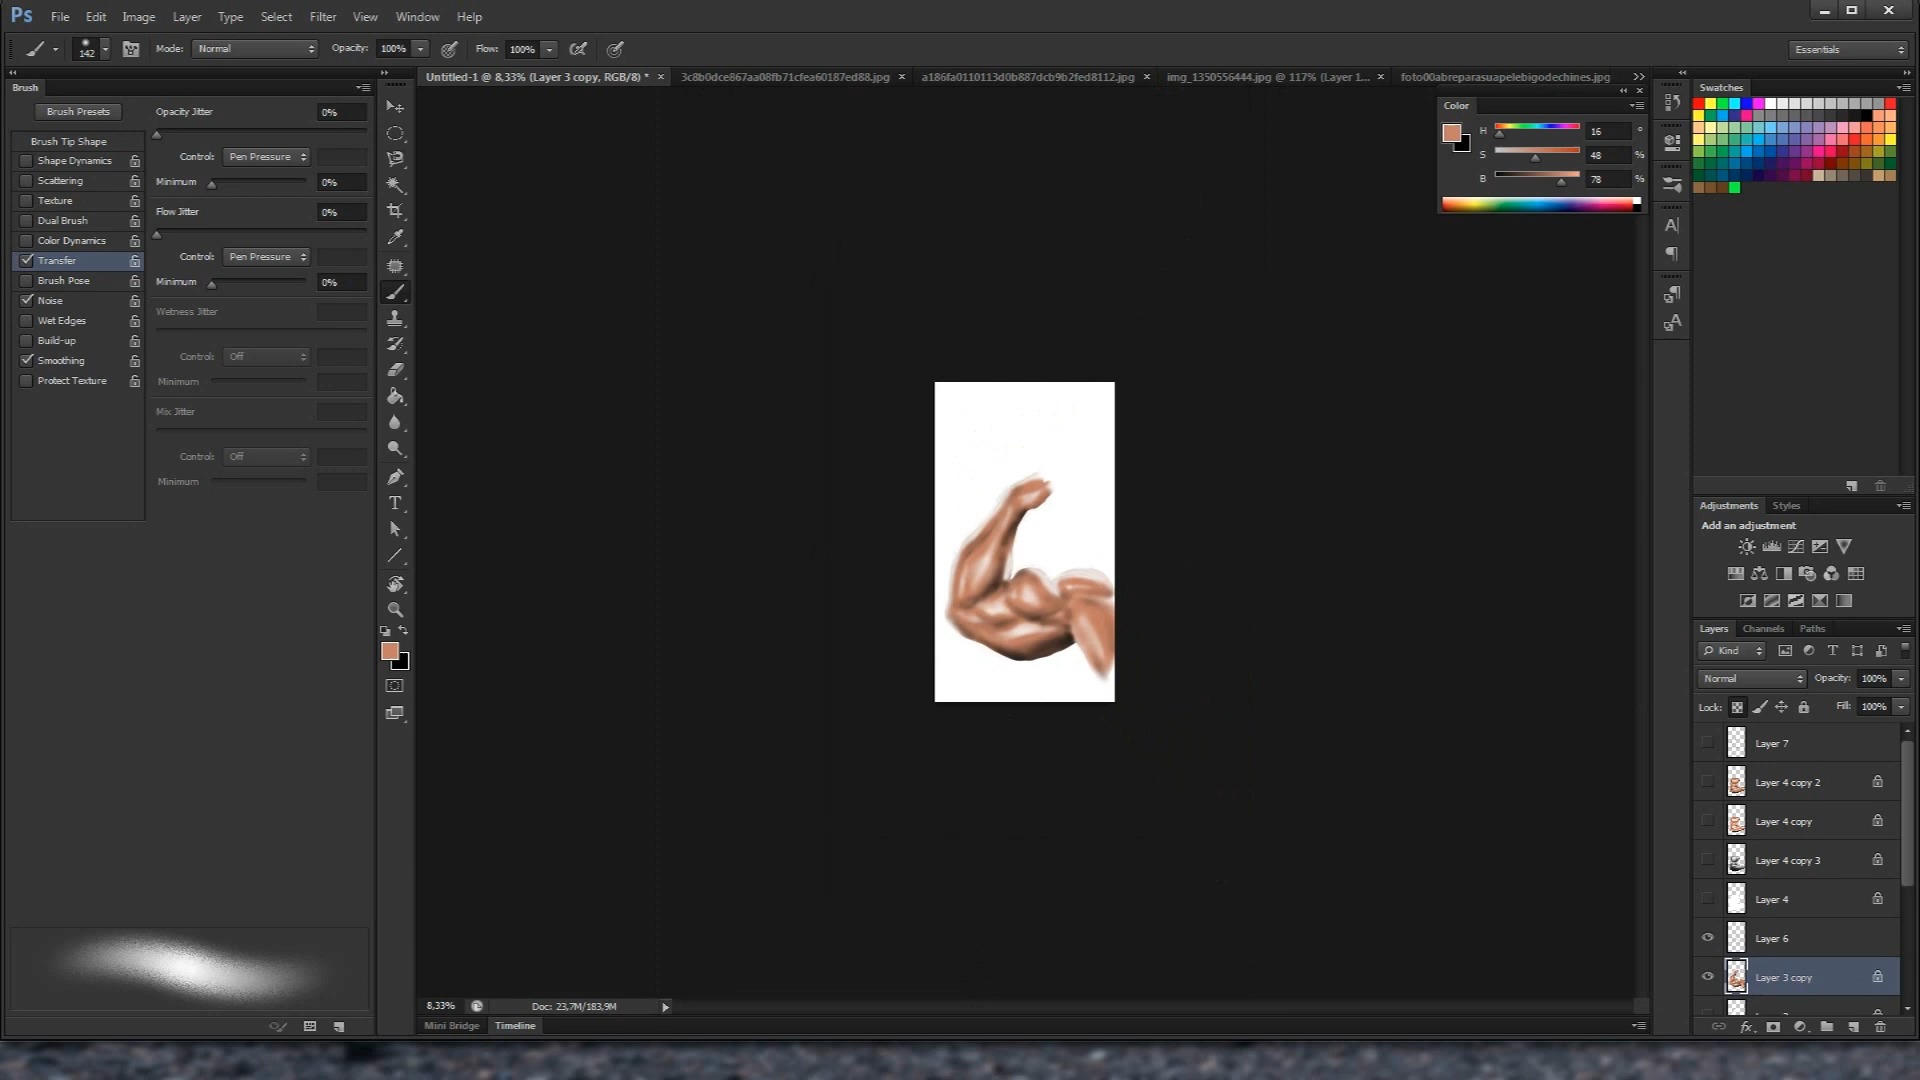 Ps File Edit Image Layer Type Select Filter View Window Help
142 Mode: Normal Opacity: 100% Flow: 100% Essentials
Brush
Brush Presets
Brush Tip Shape
Shape Dynamics
Scattering
Texture
Dual Brush
Color Dynamics
Transfer
Brush Pose
Noise
Wet Edges
Build-up
Smoothing
Protect Texture
Opacity Jitter 0%
Control: Pen Pressure
Minimum 0%
Flow Jitter 0%
Control: Pen Pressure
Minimum 0%
Wetness Jitter
Control: Off
Minimum
Mix Jitter
Control: Off
Minimum
Untitled-1 @ 8,33% (Layer 3 copy, RGB/8) * × 3c8b0dce867aa08fb71cfea60187ed88.jpg × a186fa0110113d0b887dcb9b2fed8112.jpg × img_1350556444.jpg @ 117% (Layer 1... × foto00abreparasuapelebigodechines.jpg
Color
H 16 °
S 48 %
B 78 %
8,33% Doc: 23,7M/183,9M
Mini Bridge Timeline
Swatches
Adjustments Styles
Add an adjustment
Layers Channels Paths
Kind
Normal Opacity: 100%
Lock: Fill: 100%
Layer 7
Layer 4 copy 2
Layer 4 copy
Layer 4 copy 3
Layer 4
Layer 6
Layer 3 copy
fx